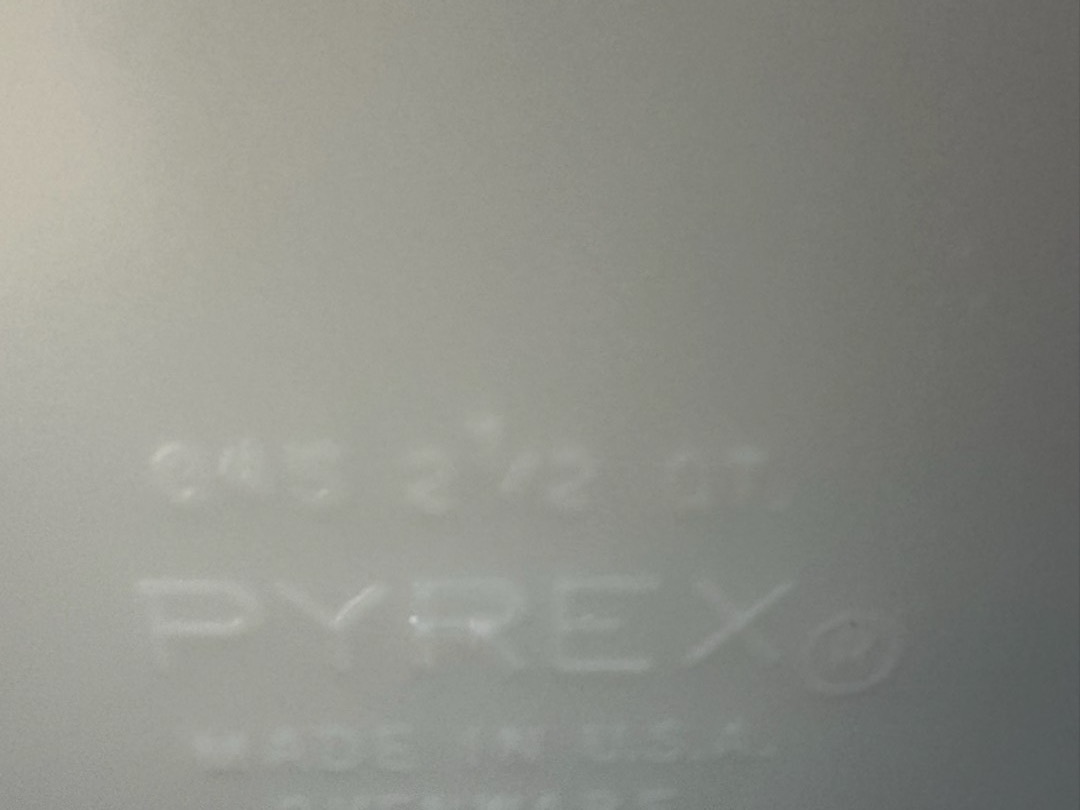 045 2 1/2 QT.
PYREX®
MADE IN U.S.A.